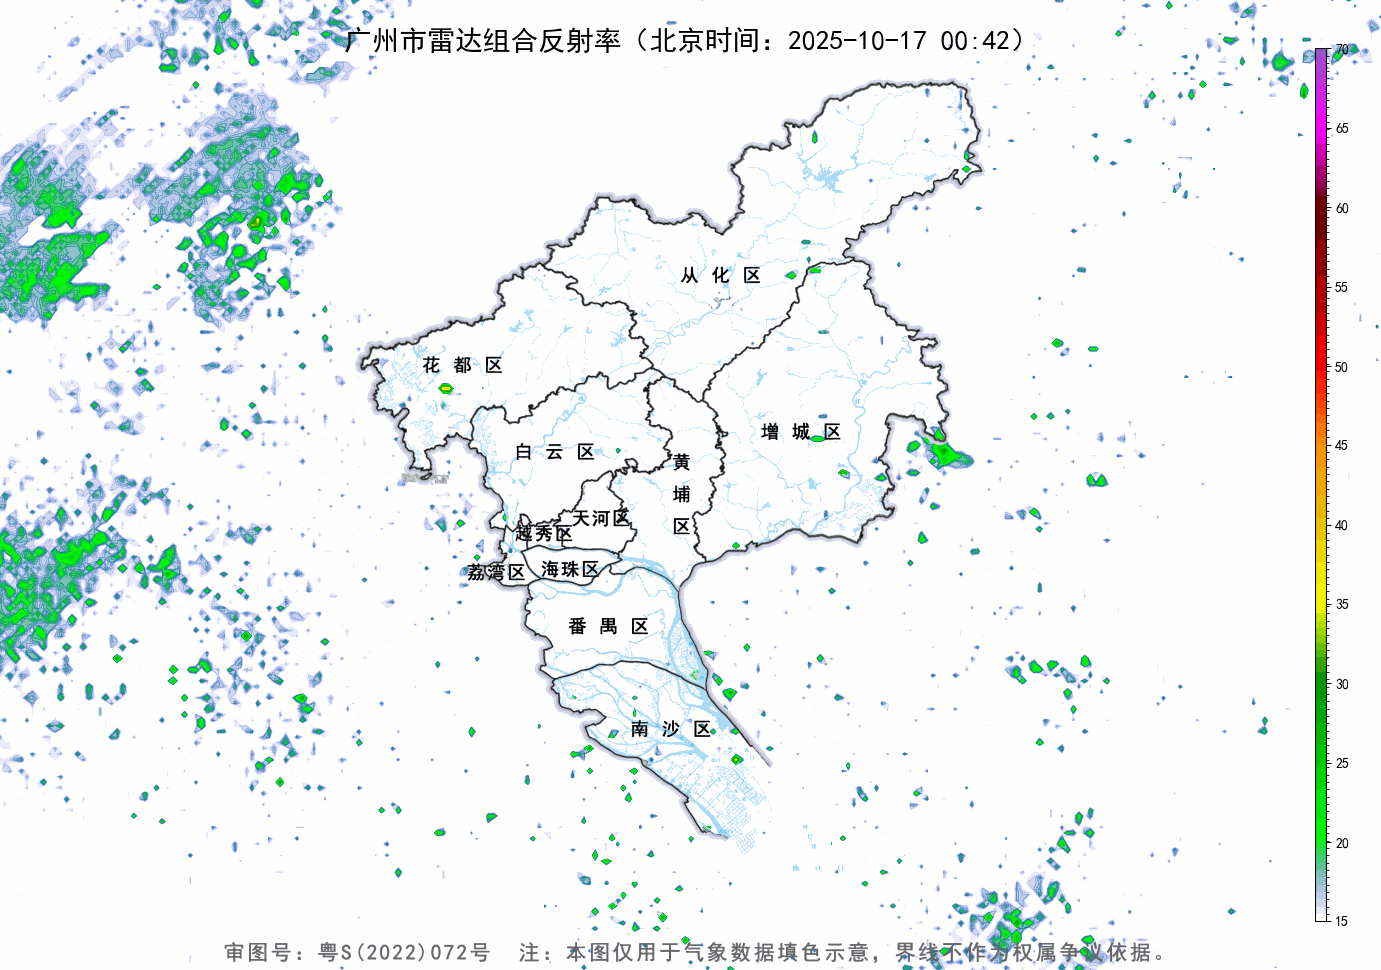 广州市雷达组合反射率（北京时间：2025-10-17 00:42）
70
65
60
55
50
45
40
35
30
25
20
15
从化区
花都区
增城区
白云区
黄埔区
天河区
越秀区
海珠区
荔湾区
番禺区
南沙区
审图号：粤S(2022)072号 注：本图仅用于气象数据填色示意，界线不作为权属争议依据。